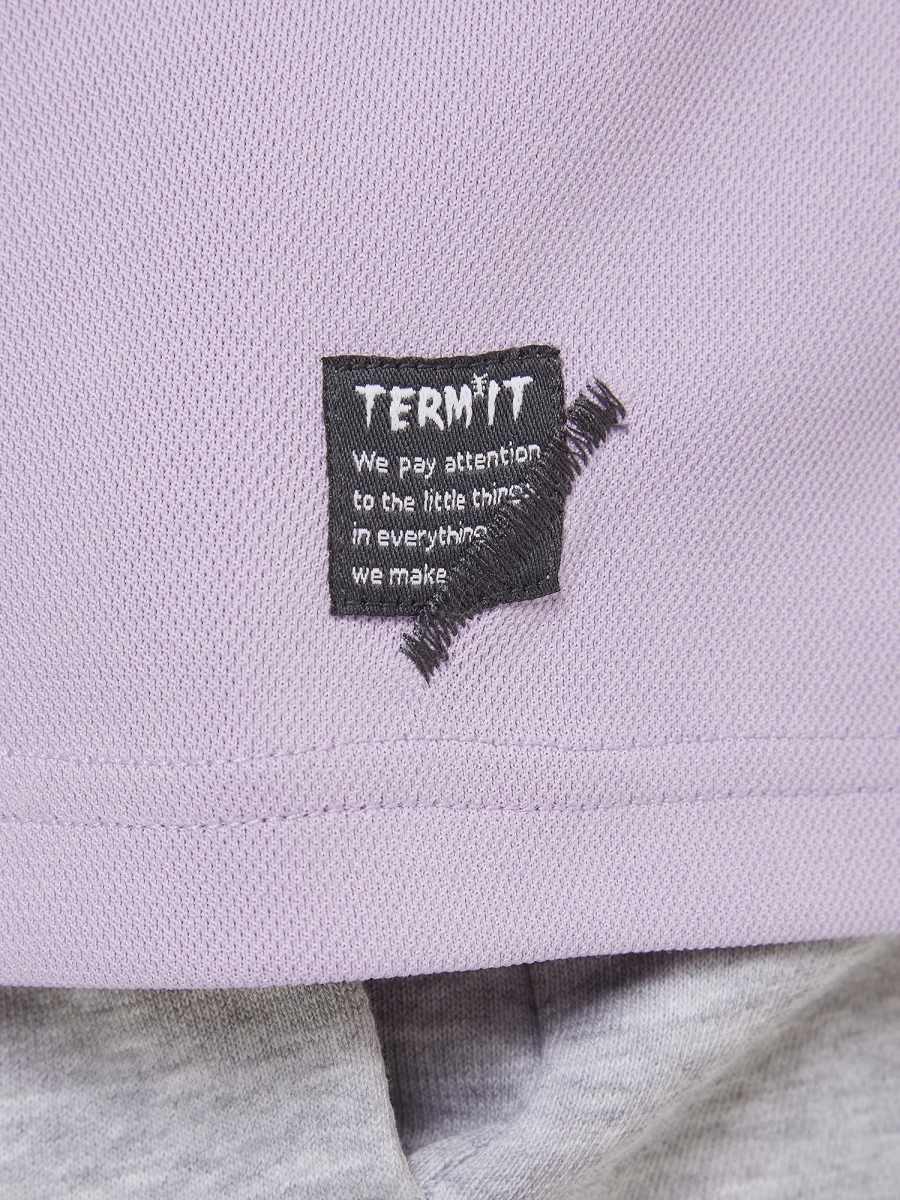 TERMIT
We pay attention
to the little things
in everything
we make